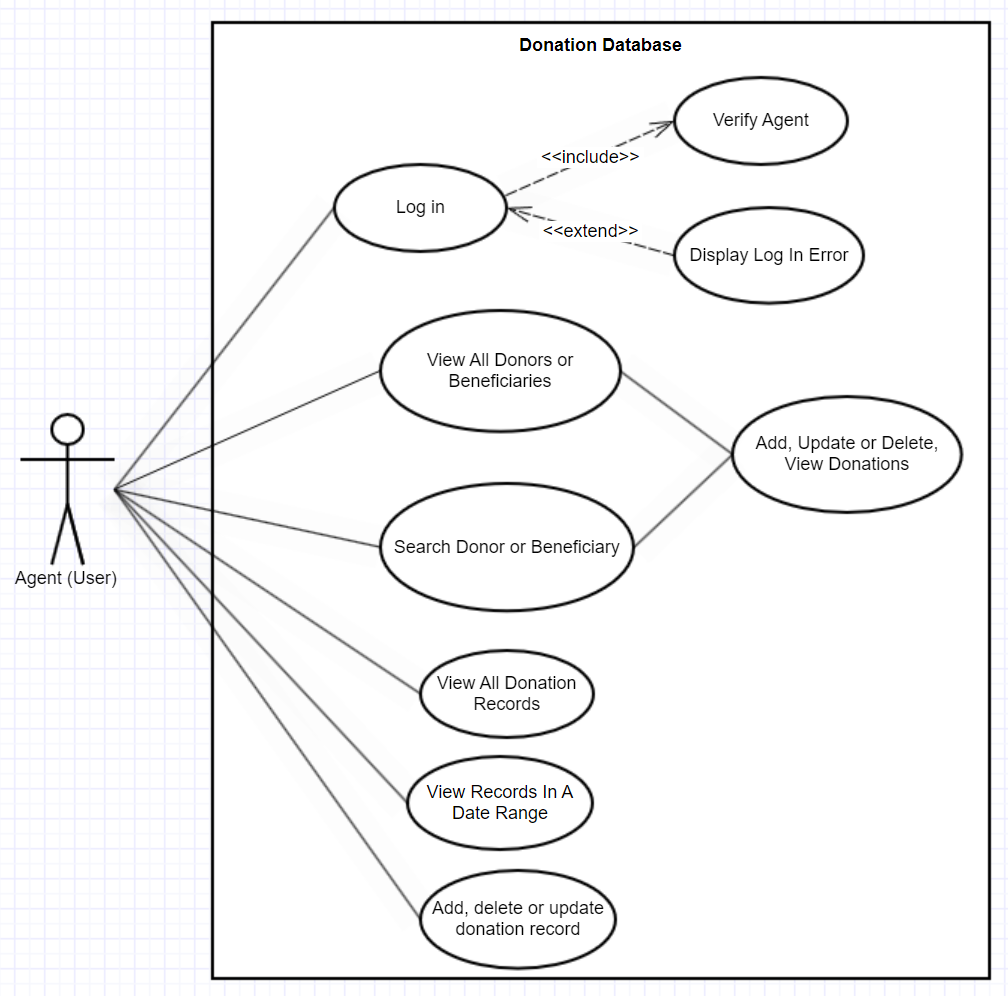 Donation Database
Verify Agent
<<include>>
Log in
<<extend>>
Display Log In Error
View All Donors or
Beneficiaries
Add, Update or Delete,
View Donations
Search Donor or Beneficiary
Agent (User)
View All Donation
Records
View Records In A
Date Range
Add, delete or update
donation record